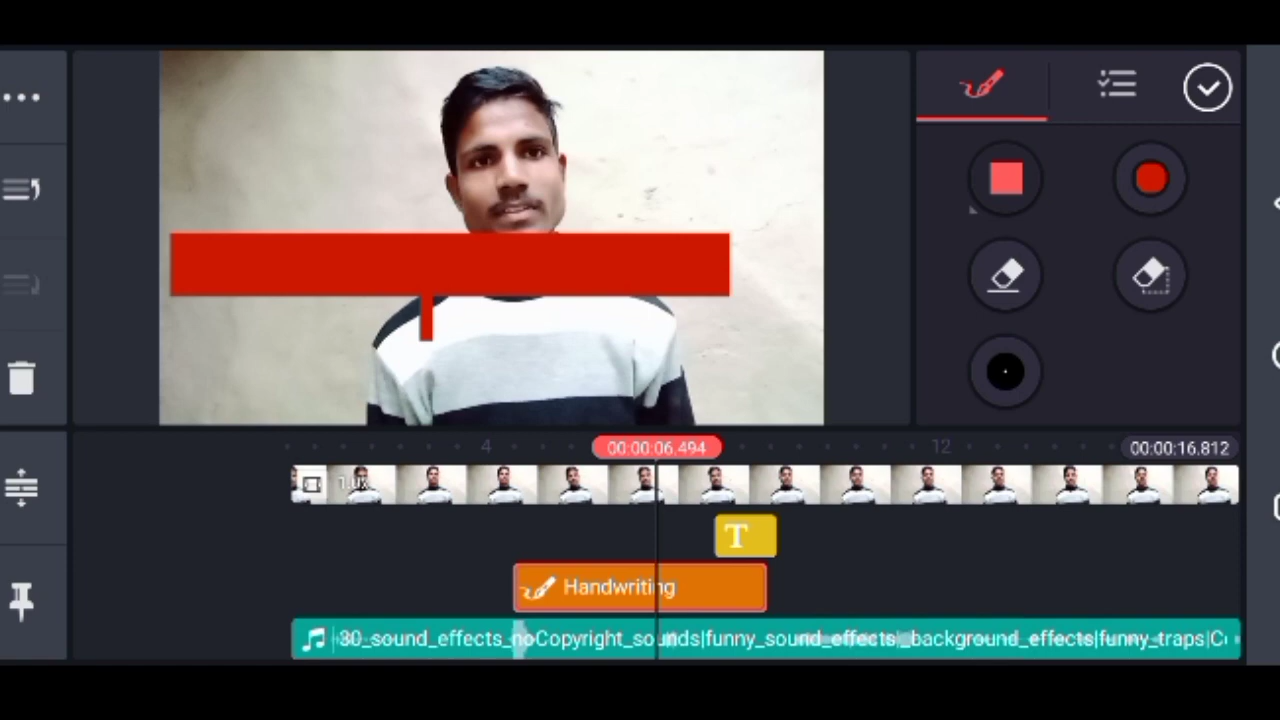 4
00:00:06.494
12
00:00:16.812
T
Handwriting
30_sound_effects_noCopyright_sounds|funny_sound_effects|_background_effects|funny_traps|C